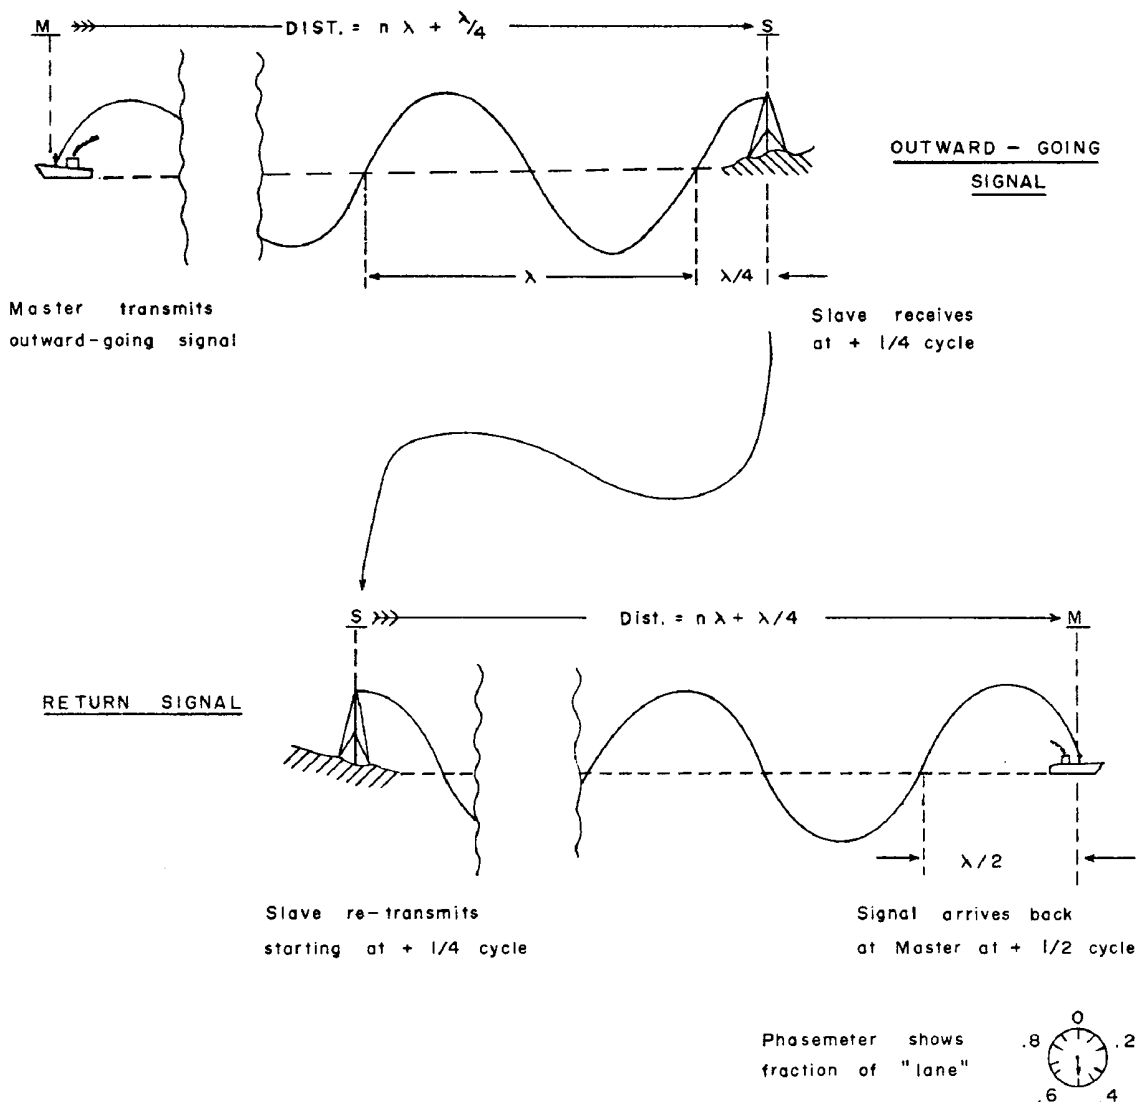 M DIST. = n λ + λ/4 S
OUTWARD – GOING
SIGNAL
λ λ/4
Master transmits
outward-going signal
Slave receives
at + 1/4 cycle
S Dist. = n λ + λ/4 M
RETURN SIGNAL
λ/2
Slave re-transmits
starting at + 1/4 cycle
Signal arrives back
at Master at + 1/2 cycle
Phasemeter shows
fraction of "lane"
0
.8 .2
.6 .4